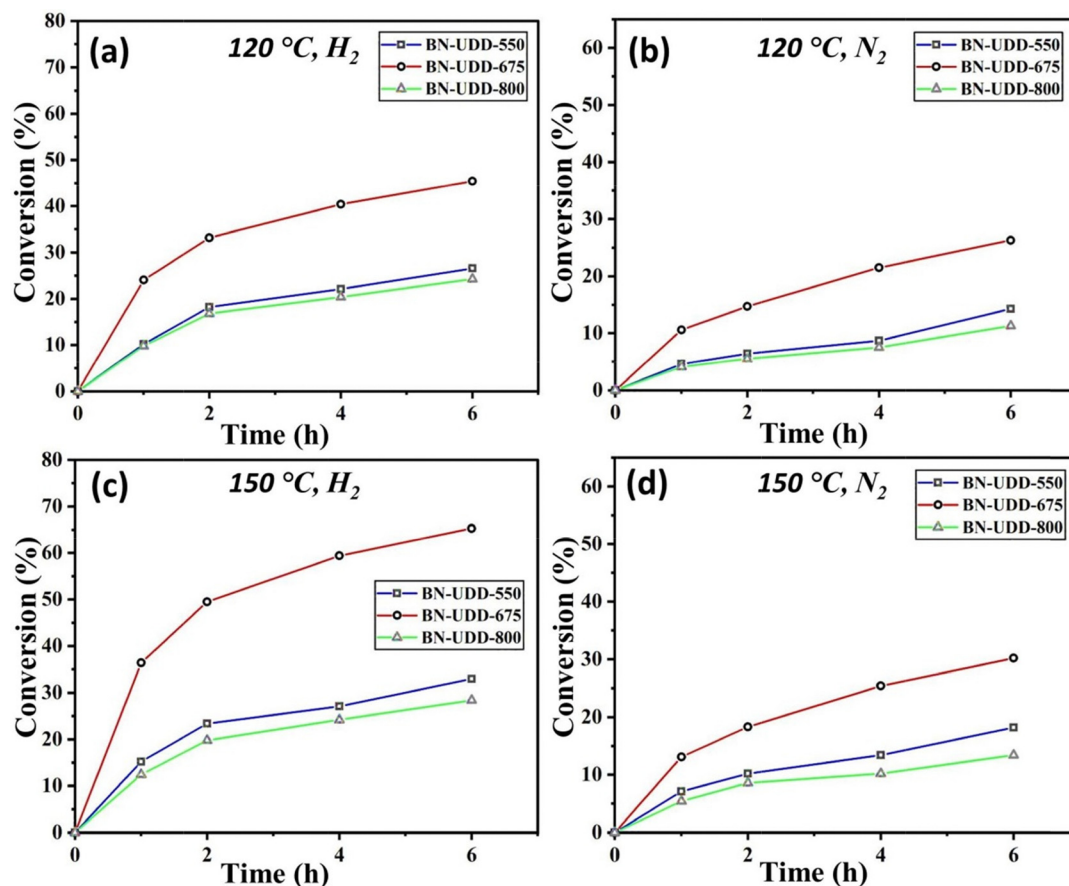 (a)
120 °C, H2
BN-UDD-550
BN-UDD-675
BN-UDD-800
Conversion (%)
80
70
60
50
40
30
20
10
0
0
2
4
6
Time (h)
(b)
120 °C, N2
BN-UDD-550
BN-UDD-675
BN-UDD-800
Conversion (%)
60
50
40
30
20
10
0
0
2
4
6
Time (h)
(c)
150 °C, H2
BN-UDD-550
BN-UDD-675
BN-UDD-800
Conversion (%)
80
70
60
50
40
30
20
10
0
0
2
4
6
Time (h)
(d)
150 °C, N2
BN-UDD-550
BN-UDD-675
BN-UDD-800
Conversion (%)
60
50
40
30
20
10
0
0
2
4
6
Time (h)